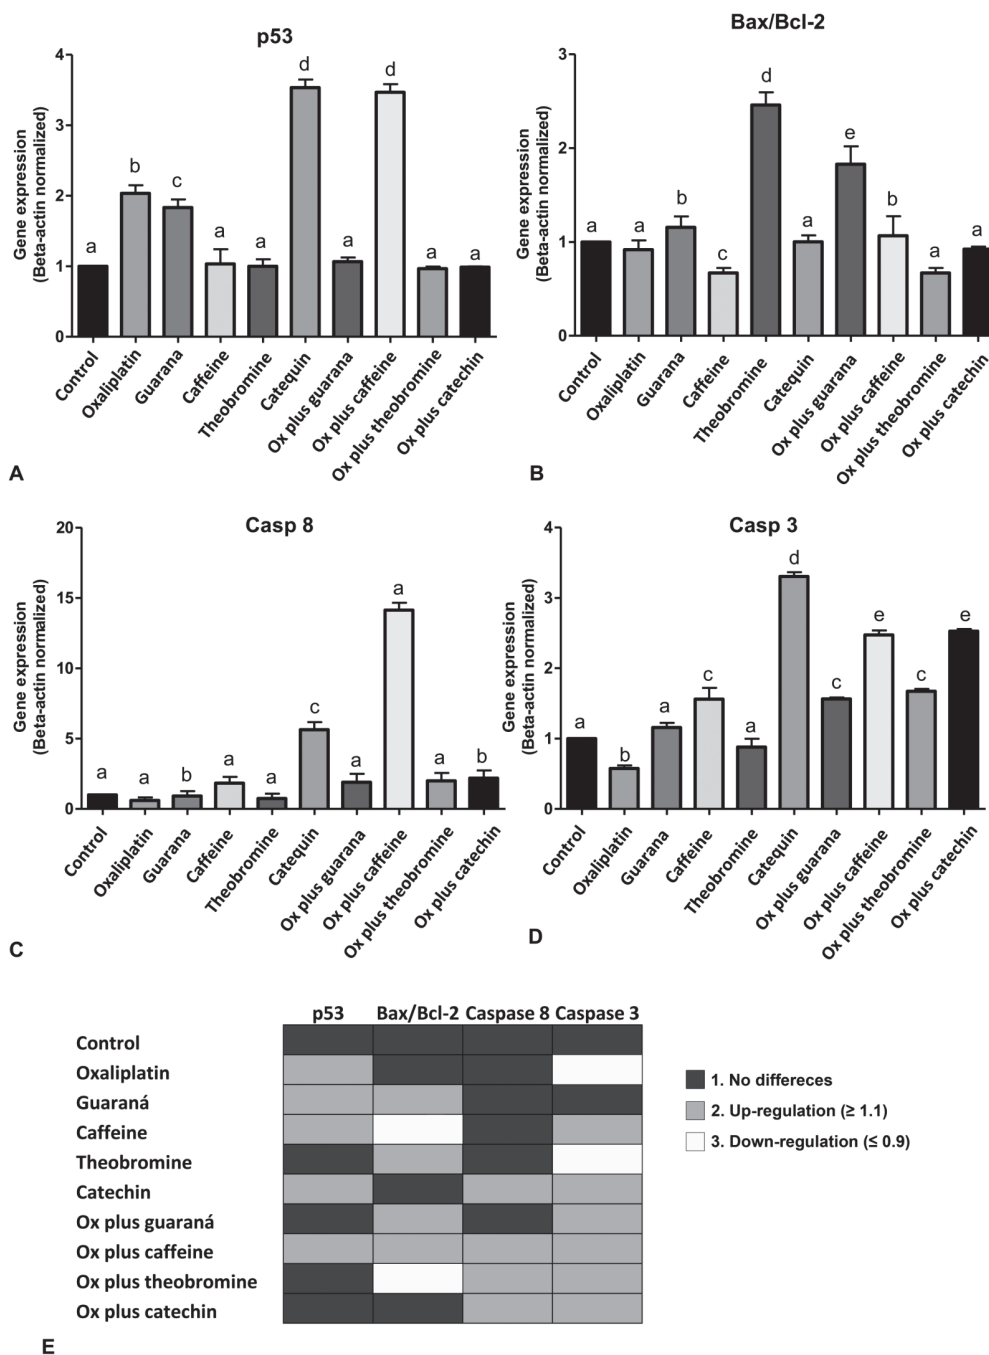 p53
Gene expression
(Beta-actin normalized)
4
3
2
1
0
a
b
c
a
a
d
a
d
a
a
Control
Oxaliplatin
Guarana
Caffeine
Theobromine
Catequin
Ox plus guarana
Ox plus caffeine
Ox plus theobromine
Ox plus catechin
A
Bax/Bcl-2
Gene expression
(Beta-actin normalized)
3
2
1
0
a
a
b
c
d
a
e
b
a
a
Control
Oxaliplatin
Guarana
Caffeine
Theobromine
Catequin
Ox plus guarana
Ox plus caffeine
Ox plus theobromine
Ox plus catechin
B
Casp 8
Gene expression
(Beta-actin normalized)
20
15
10
5
0
a
a
b
a
a
c
a
a
a
b
Control
Oxaliplatin
Guarana
Caffeine
Theobromine
Catequin
Ox plus guarana
Ox plus caffeine
Ox plus theobromine
Ox plus catechin
C
Casp 3
Gene expression
(Beta-actin normalized)
4
3
2
1
0
a
b
a
c
a
d
c
e
c
e
Control
Oxaliplatin
Guarana
Caffeine
Theobromine
Catequin
Ox plus guarana
Ox plus caffeine
Ox plus theobromine
Ox plus catechin
D
p53 Bax/Bcl-2 Caspase 8 Caspase 3
Control
Oxaliplatin
Guaraná
Caffeine
Theobromine
Catechin
Ox plus guaraná
Ox plus caffeine
Ox plus theobromine
Ox plus catechin
1. No differeces
2. Up-regulation (≥ 1.1)
3. Down-regulation (≤ 0.9)
E